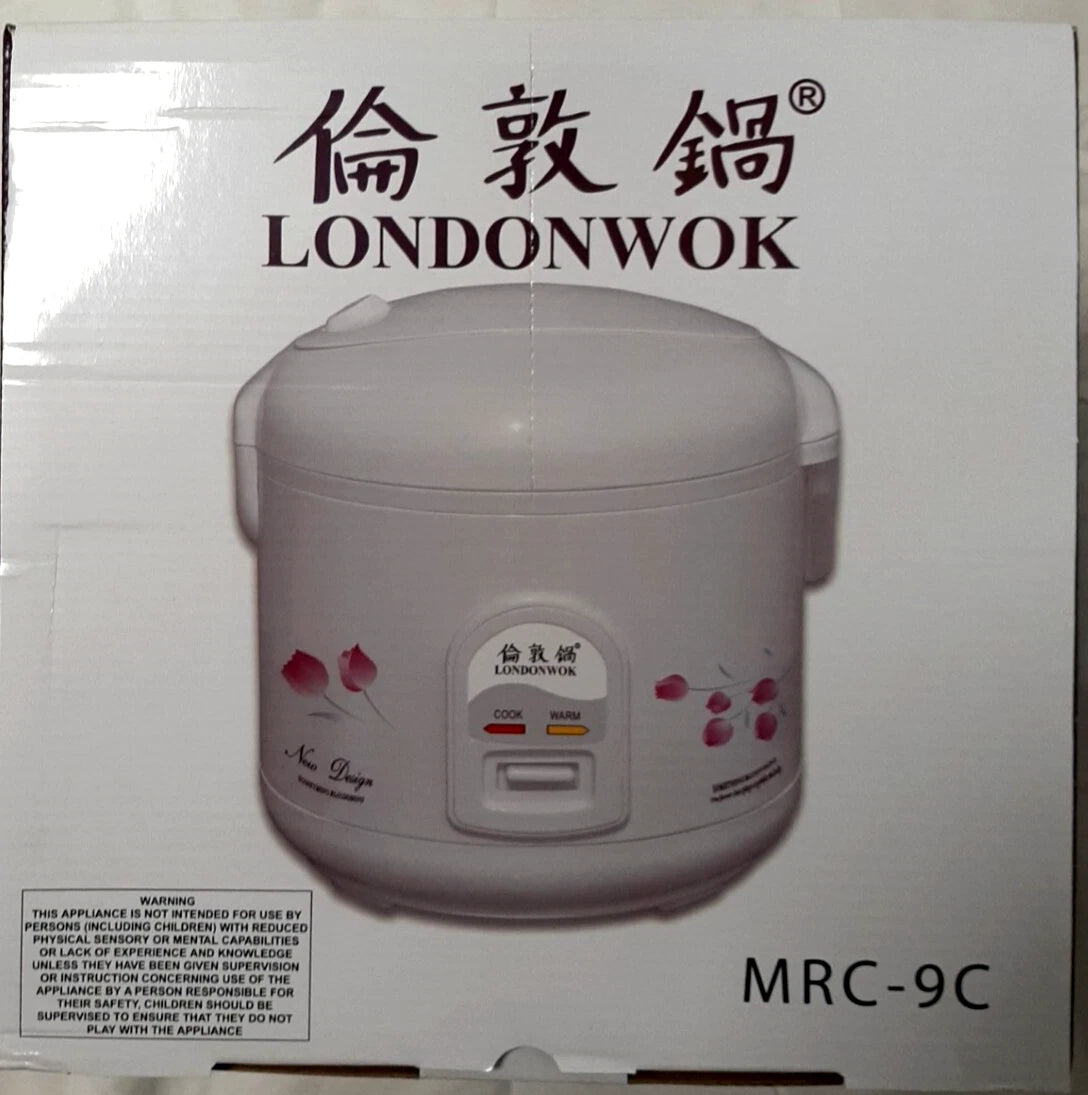 倫敦鍋®
LONDONWOK
倫敦鍋®
LONDONWOK
COOK WARM
New Design
WARNING
THIS APPLIANCE IS NOT INTENDED FOR USE BY
PERSONS (INCLUDING CHILDREN) WITH REDUCED
PHYSICAL SENSORY OR MENTAL CAPABILITIES
OR LACK OF EXPERIENCE AND KNOWLEDGE
UNLESS THEY HAVE BEEN GIVEN SUPERVISION
OR INSTRUCTION CONCERNING USE OF THE
APPLIANCE BY A PERSON RESPONSIBLE FOR
THEIR SAFETY, CHILDREN SHOULD BE
SUPERVISED TO ENSURE THAT THEY DO NOT
PLAY WITH THE APPLIANCE
MRC-9C